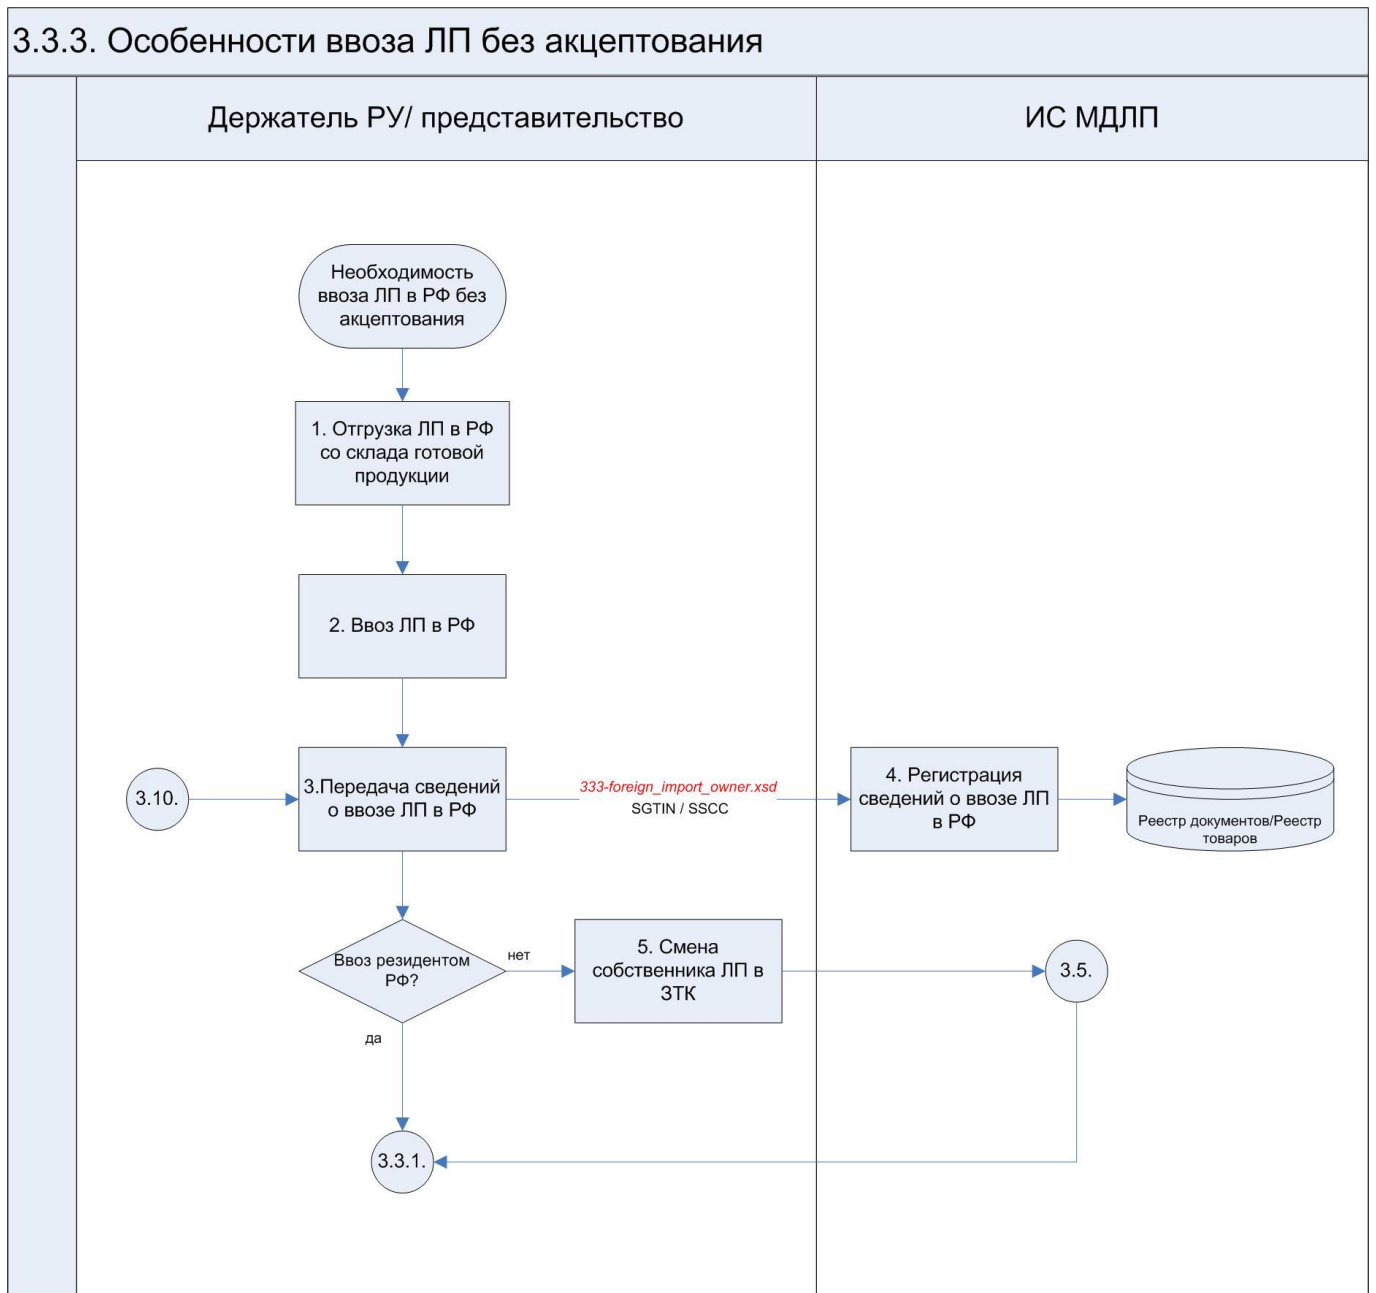 3.3.3. Особенности ввоза ЛП без акцептования
Держатель РУ/ представительство
ИС МДЛП
Необходимость
ввоза ЛП в РФ без
акцептования
1. Отгрузка ЛП в РФ
со склада готовой
продукции
2. Ввоз ЛП в РФ
3.10.
3.Передача сведений
о ввозе ЛП в РФ
333-foreign_import_owner.xsd
SGTIN / SSCC
4. Регистрация
сведений о ввозе ЛП
в РФ
Реестр документов/Реестр
товаров
Ввоз резидентом
РФ?
нет
5. Смена
собственника ЛП в
ЗТК
3.5.
да
3.3.1.